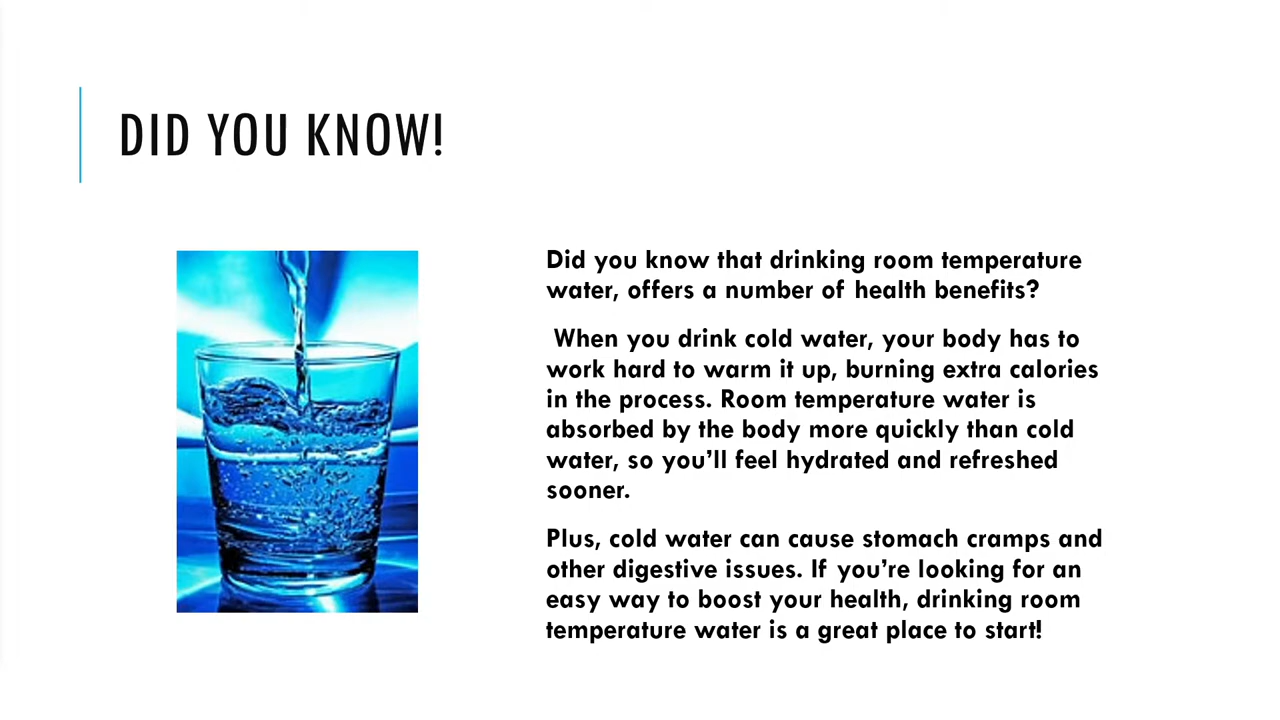 DID YOU KNOW!
Did you know that drinking room temperature
water, offers a number of health benefits?
When you drink cold water, your body has to
work hard to warm it up, burning extra calories
in the process. Room temperature water is
absorbed by the body more quickly than cold
water, so you’ll feel hydrated and refreshed
sooner.
Plus, cold water can cause stomach cramps and
other digestive issues. If you’re looking for an
easy way to boost your health, drinking room
temperature water is a great place to start!